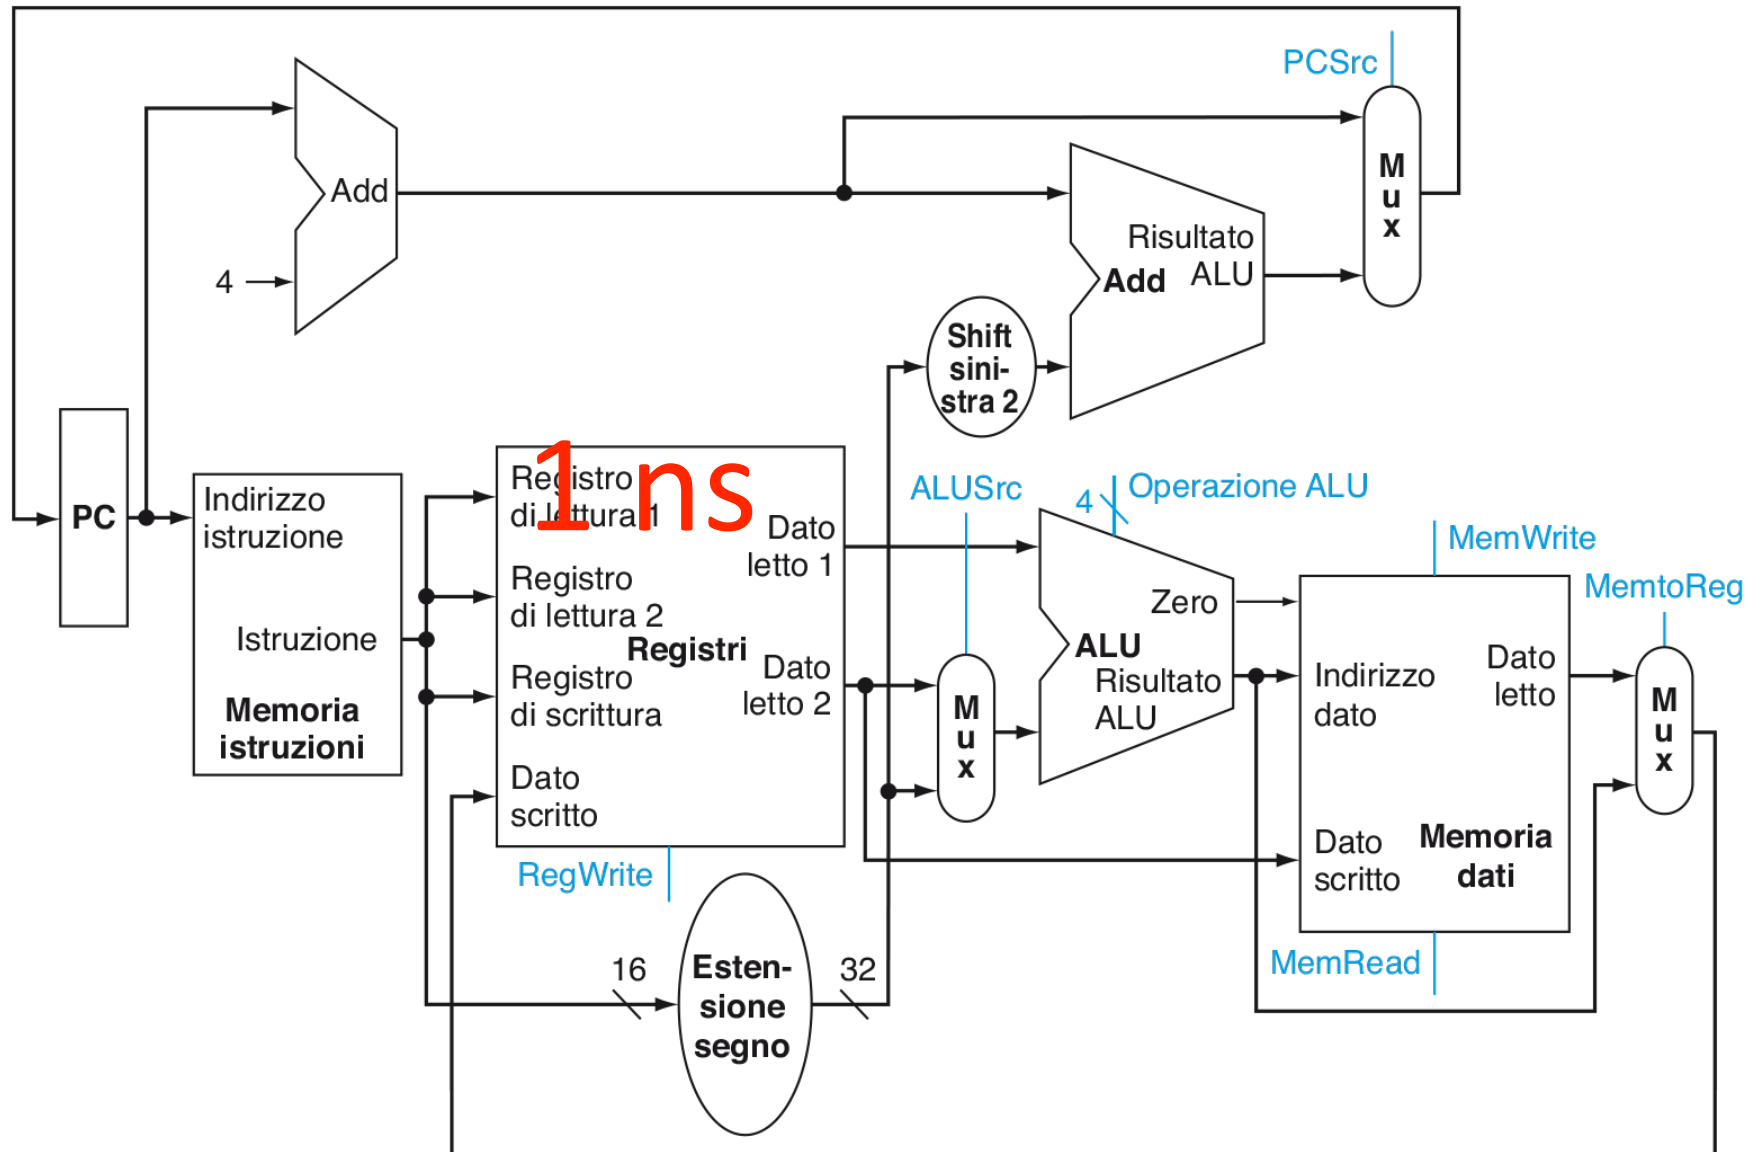 PCSrc
M
u
x
Add
4
Risultato
ALU
Add
Shift
sini-
stra 2
PC
Indirizzo
istruzione
Istruzione
Memoria
istruzioni
1 ns
Registro
di lettura 1
Registro
di lettura 2
Registro
di scrittura
Dato
scritto
Registri
Dato
letto 1
Dato
letto 2
RegWrite
16
Esten-
sione
segno
32
ALUSrc
M
u
x
4
Operazione ALU
Zero
ALU
Risultato
ALU
MemWrite
Indirizzo
dato
Dato
letto
Dato
scritto
Memoria
dati
MemRead
MemtoReg
M
u
x